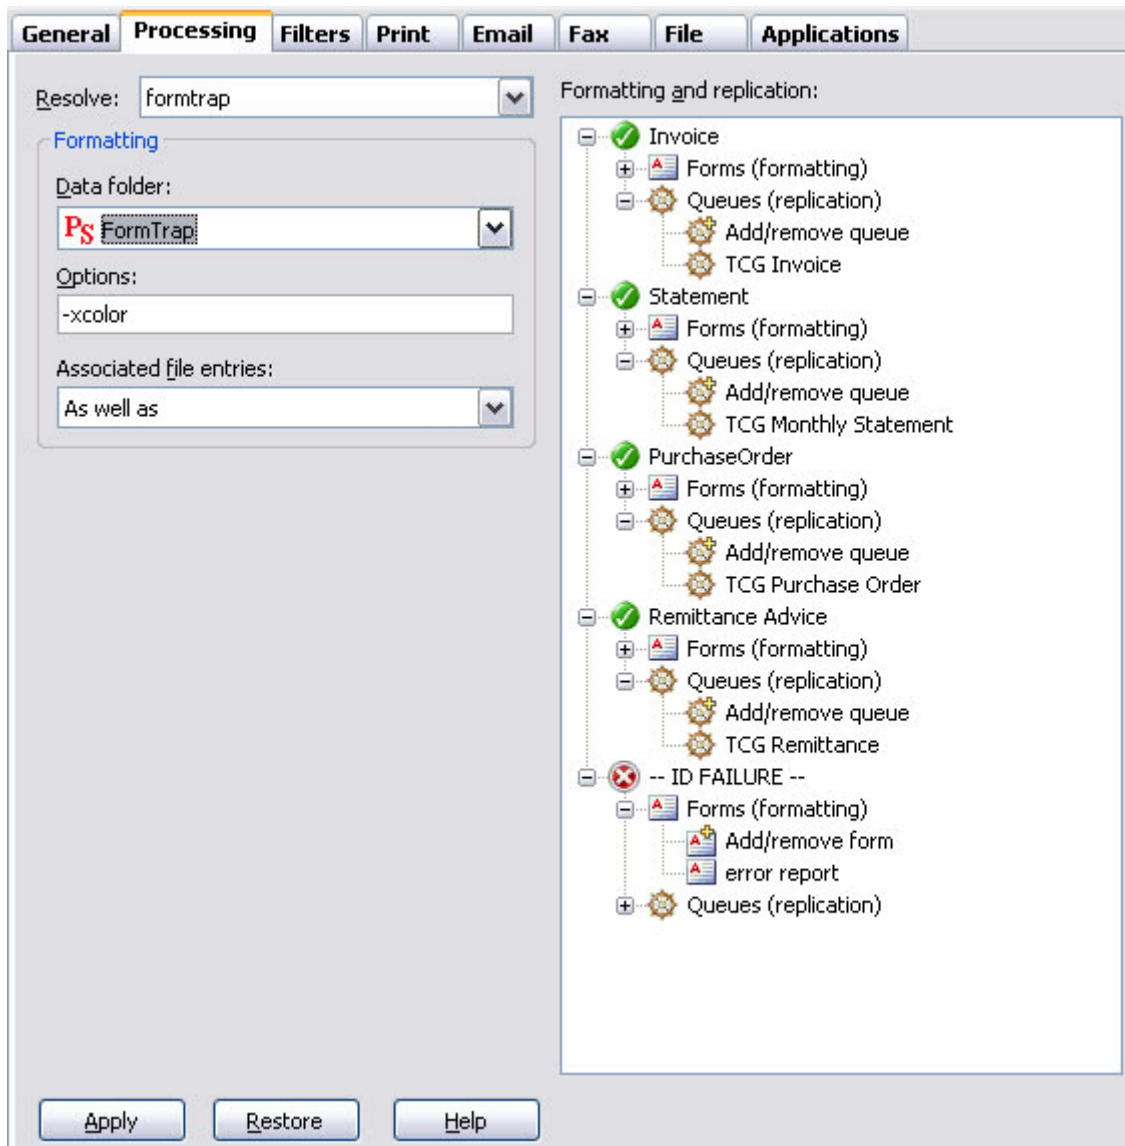 General Processing Filters Print Email Fax File Applications
Resolve: formtrap
Formatting
Data folder:
PS FormTrap
Options:
-xcolor
Associated file entries:
As well as
Formatting and replication:
Invoice
Forms (formatting)
Queues (replication)
Add/remove queue
TCG Invoice
Statement
Forms (formatting)
Queues (replication)
Add/remove queue
TCG Monthly Statement
PurchaseOrder
Forms (formatting)
Queues (replication)
Add/remove queue
TCG Purchase Order
Remittance Advice
Forms (formatting)
Queues (replication)
Add/remove queue
TCG Remittance
-- ID FAILURE --
Forms (formatting)
Add/remove form
error report
Queues (replication)
Apply Restore Help